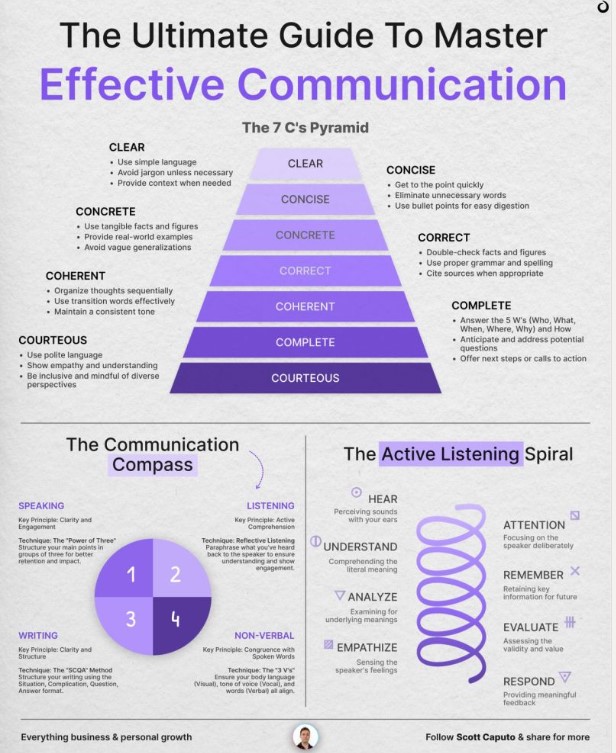 The Ultimate Guide To Master
Effective Communication
The 7 C's Pyramid
CLEAR
• Use simple language
• Avoid jargon unless necessary
• Provide context when needed
CONCISE
• Get to the point quickly
• Eliminate unnecessary words
• Use bullet points for easy digestion
CONCRETE
• Use tangible facts and figures
• Provide real-world examples
• Avoid vague generalizations
CORRECT
• Double-check facts and figures
• Use proper grammar and spelling
• Cite sources when appropriate
COHERENT
• Organize thoughts sequentially
• Use transition words effectively
• Maintain a consistent tone
COMPLETE
• Answer the 5 W's (Who, What,
When, Where, Why) and How
• Anticipate and address potential
questions
• Offer next steps or calls to action
COURTEOUS
• Use polite language
• Show empathy and understanding
• Be inclusive and mindful of diverse
perspectives
CLEAR
CONCISE
CONCRETE
CORRECT
COHERENT
COMPLETE
COURTEOUS
The Communication
Compass
SPEAKING
Key Principle: Clarity and
Engagement
Technique: The "Power of Three"
Structure your main points in
groups of three for better
retention and impact.
LISTENING
Key Principle: Active
Comprehension
Technique: Reflective Listening
Paraphrase what you've heard
back to the speaker to ensure
understanding and show
engagement.
1
2
3
4
WRITING
Key Principle: Clarity and
Structure
Technique: The "SCQA" Method
Structure your writing using the
Situation, Complication, Question,
Answer format.
NON-VERBAL
Key Principle: Congruence with
Spoken Words
Technique: The "3 V's"
Ensure your body language
(Visual), tone of voice (Vocal), and
words (Verbal) all align.
The Active Listening Spiral
HEAR
Perceiving sounds
with your ears
ATTENTION
Focusing on the
speaker deliberately
UNDERSTAND
Comprehending the
literal meaning
REMEMBER
Retaining key
information for future
ANALYZE
Examining for
underlying meanings
EVALUATE
Assessing the
validity and value
EMPATHIZE
Sensing the
speaker's feelings
RESPOND
Providing meaningful
feedback
Everything business & personal growth
Follow Scott Caputo & share for more